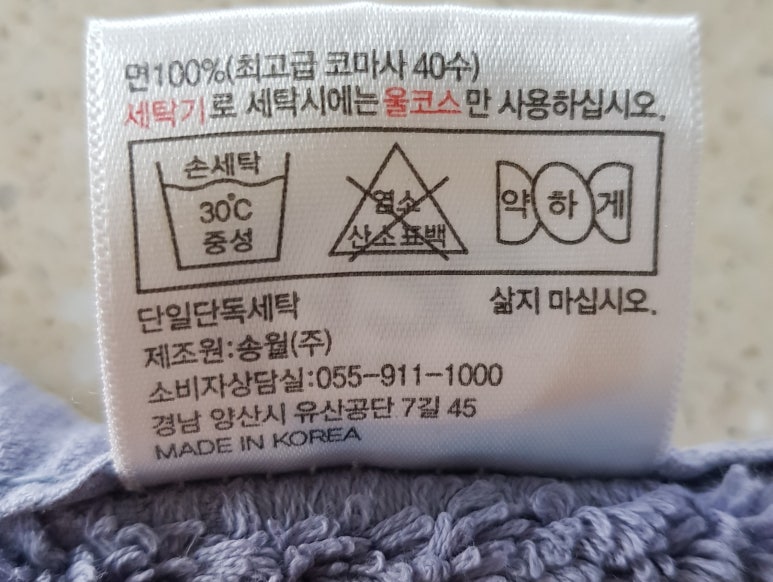 면100%(최고급 코마사 40수)
세탁기로 세탁시에는 울코스만 사용하십시오.
손세탁
30℃
중성
염소
산소표백
약하게
단일단독세탁
삶지 마십시오.
제조원:송월(주)
소비자상담실:055-911-1000
경남 양산시 유산공단 7길 45
MADE IN KOREA